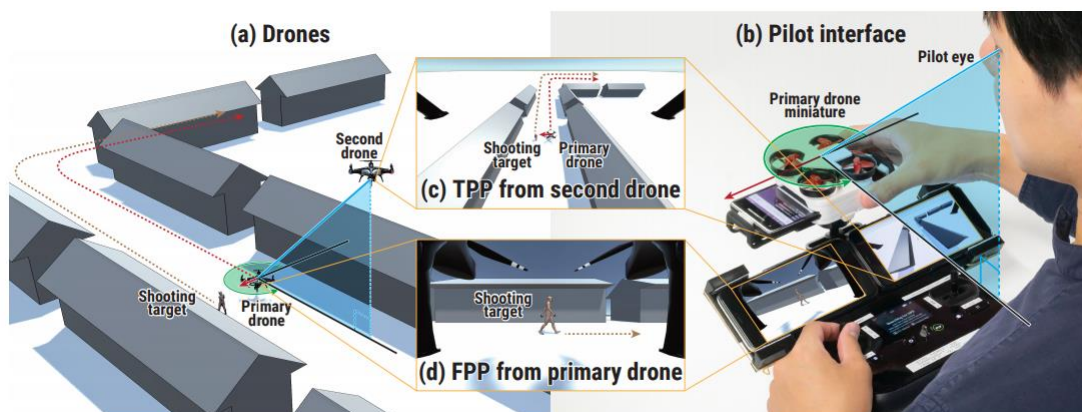 (a) Drones
Second
drone
Shooting
target
Primary
drone
Shooting
target
Primary
drone
(c) TPP from second drone
Shooting
target
(d) FPP from primary drone
(b) Pilot interface
Pilot eye
Primary drone
miniature